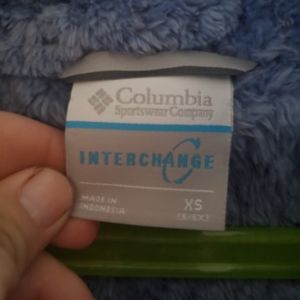 Columbia
Sportswear Company
INTERCHANGE
MADE IN
INDONESIA
XS